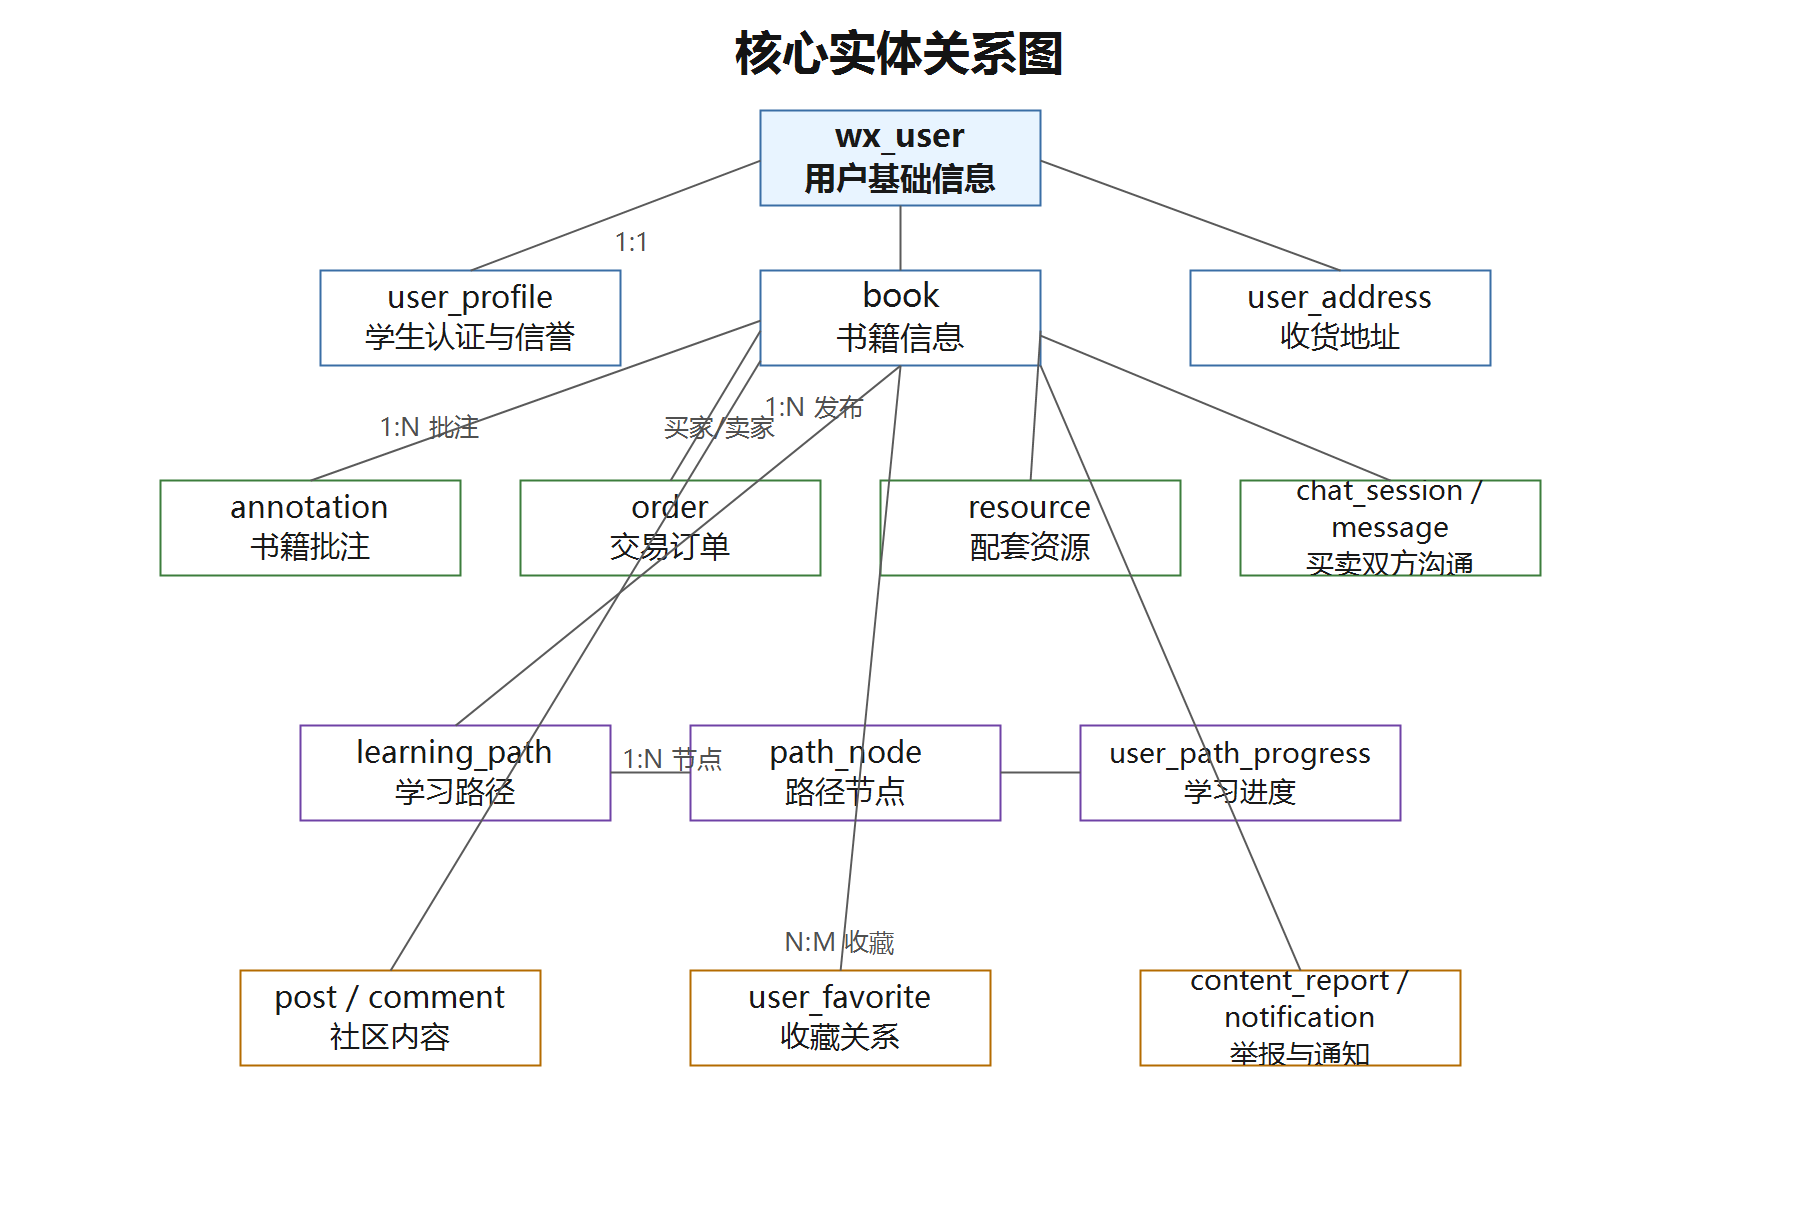 核心实体关系图
wx_user
用户基础信息
1:1
user_profile
学生认证与信誉
book
书籍信息
user_address
收货地址
1:N 批注
买家/卖家
1:N 发布
annotation
书籍批注
order
交易订单
resource
配套资源
chat_session /
message
买卖双方沟通
learning_path
学习路径
1:N 节点
path_node
路径节点
user_path_progress
学习进度
N:M 收藏
post / comment
社区内容
user_favorite
收藏关系
content_report /
notification
举报与通知